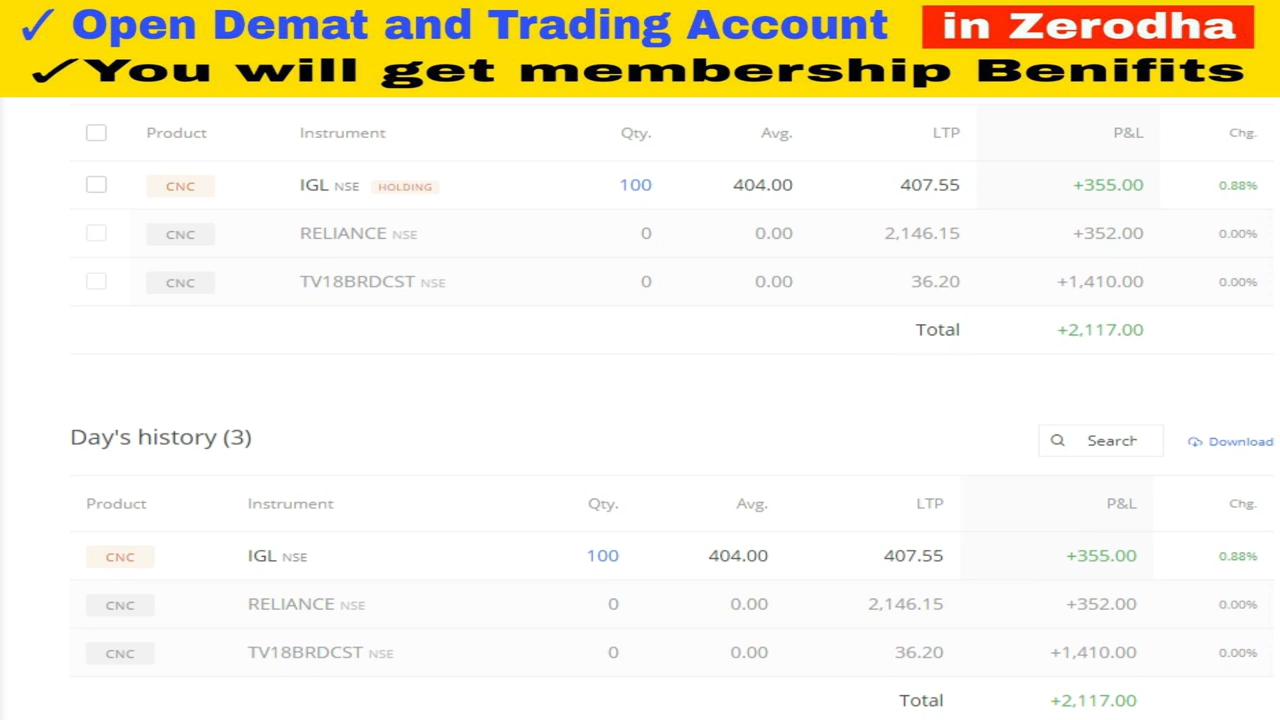 ✓ Open Demat and Trading Account in Zerodha
✓You will get membership Benifits
Product Instrument Qty. Avg. LTP P&L Chg.
CNC IGL NSE HOLDING 100 404.00 407.55 +355.00 0.88%
CNC RELIANCE NSE 0 0.00 2,146.15 +352.00 0.00%
CNC TV18BRDCST NSE 0 0.00 36.20 +1,410.00 0.00%
Total +2,117.00
Day's history (3) Search Download
Product Instrument Qty. Avg. LTP P&L Chg.
CNC IGL NSE 100 404.00 407.55 +355.00 0.88%
CNC RELIANCE NSE 0 0.00 2,146.15 +352.00 0.00%
CNC TV18BRDCST NSE 0 0.00 36.20 +1,410.00 0.00%
Total +2,117.00